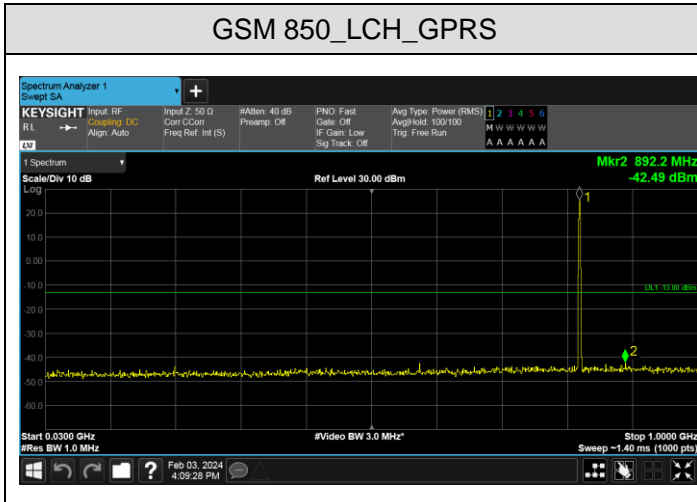 GSM 850_LCH_GPRS
Spectrum Analyzer 1
Swept SA
KEYSIGHT
RL
LXI
Input: RF
Coupling: DC
Align: Auto
Input Z: 50 Ω
Corr CCorr
Freq Ref: Int (S)
#Atten: 40 dB
Preamp: Off
PNO: Fast
Gate: Off
IF Gain: Low
Sig Track: Off
Avg Type: Power (RMS)
Avg|Hold: 100/100
Trig: Free Run
1 2 3 4 5 6
M W W W W W
A A A A A A
1 Spectrum
Mkr2 892.2 MHz
-42.49 dBm
Scale/Div 10 dB
Ref Level 30.00 dBm
Log
1
20.0
10.0
0.00
-10.0
DL1 -13.00 dBm
-20.0
-30.0
-40.0
2
-50.0
-60.0
Start 0.0300 GHz
#Video BW 3.0 MHz*
Stop 1.0000 GHz
#Res BW 1.0 MHz
Sweep ~1.40 ms (1000 pts)
?
Feb 03, 2024
4:09:28 PM